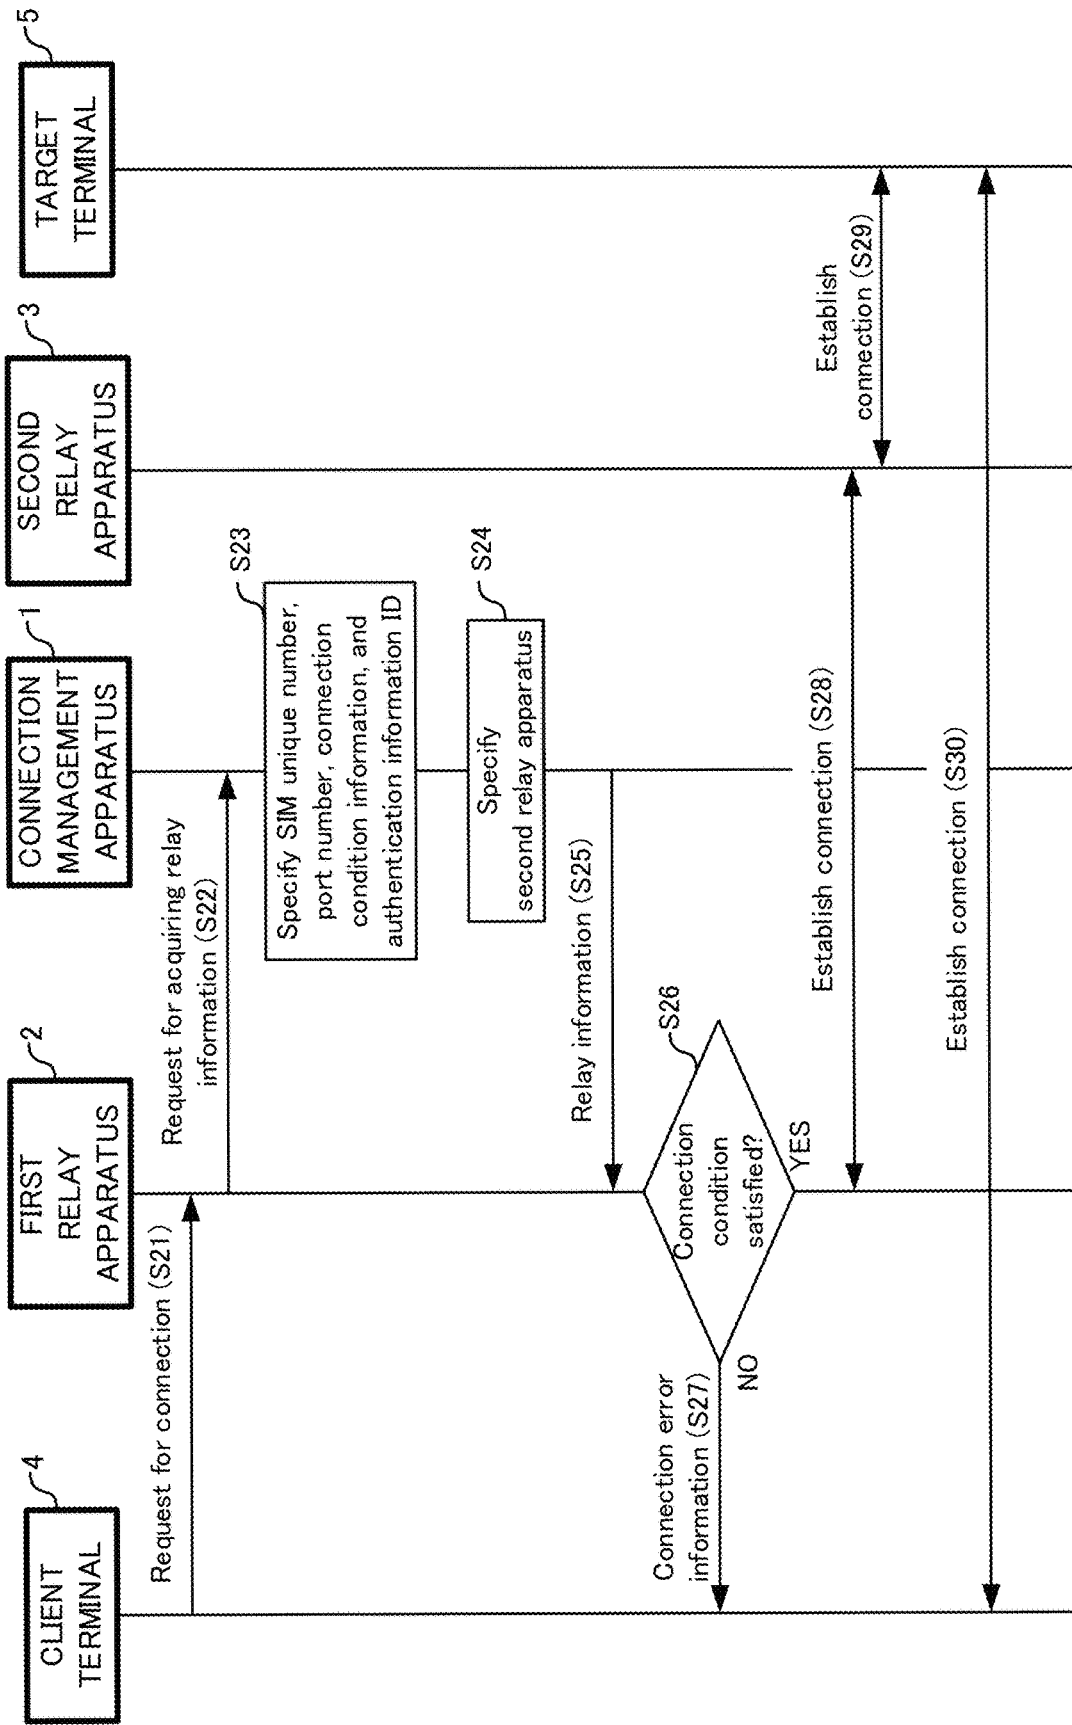 CLIENT
TERMINAL
4
FIRST
RELAY
APPARATUS
2
CONNECTION
MANAGEMENT
APPARATUS
1
SECOND
RELAY
APPARATUS
3
TARGET
TERMINAL
5
Request for connection (S21)
Request for acquiring relay
information (S22)
S23
Specify SIM unique number,
port number, connection
condition information, and
authentication information ID
S24
Specify
second relay apparatus
Relay information (S25)
S26
Connection
condition
satisfied?
NO
YES
Connection error
information (S27)
Establish connection (S28)
Establish
connection (S29)
Establish connection (S30)